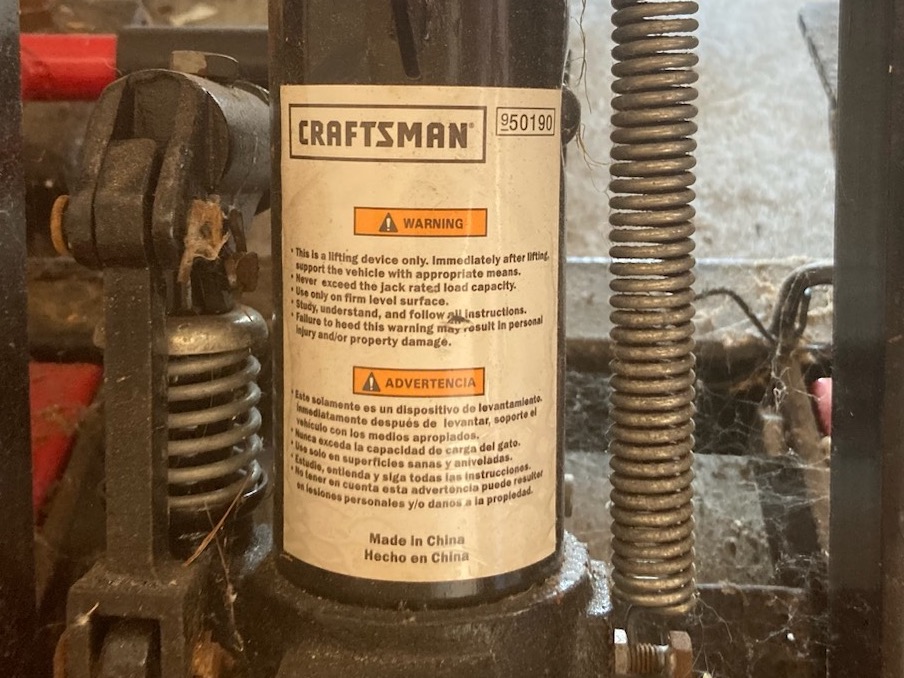 CRAFTSMAN®
950190
WARNING
• This is a lifting device only. Immediately after lifting,
support the vehicle with appropriate means.
• Never exceed the jack rated load capacity.
• Use only on firm level surface.
• Study, understand, and follow all instructions.
• Failure to heed this warning may result in personal
injury and/or property damage.
ADVERTENCIA
• Este solamente es un dispositivo de levantamiento.
Inmediatamente después de levantar, soporte el
vehículo con los medios apropiados.
• Nunca exceda la capacidad de carga del gato.
• Use solo en superficies sanas y aniveladas.
• Estudie, entienda y siga todas las instrucciones.
• No tener en cuenta esta advertencia puede resulter
en lesiones personales y/o danos a la propiedad.
Made in China
Hecho en China